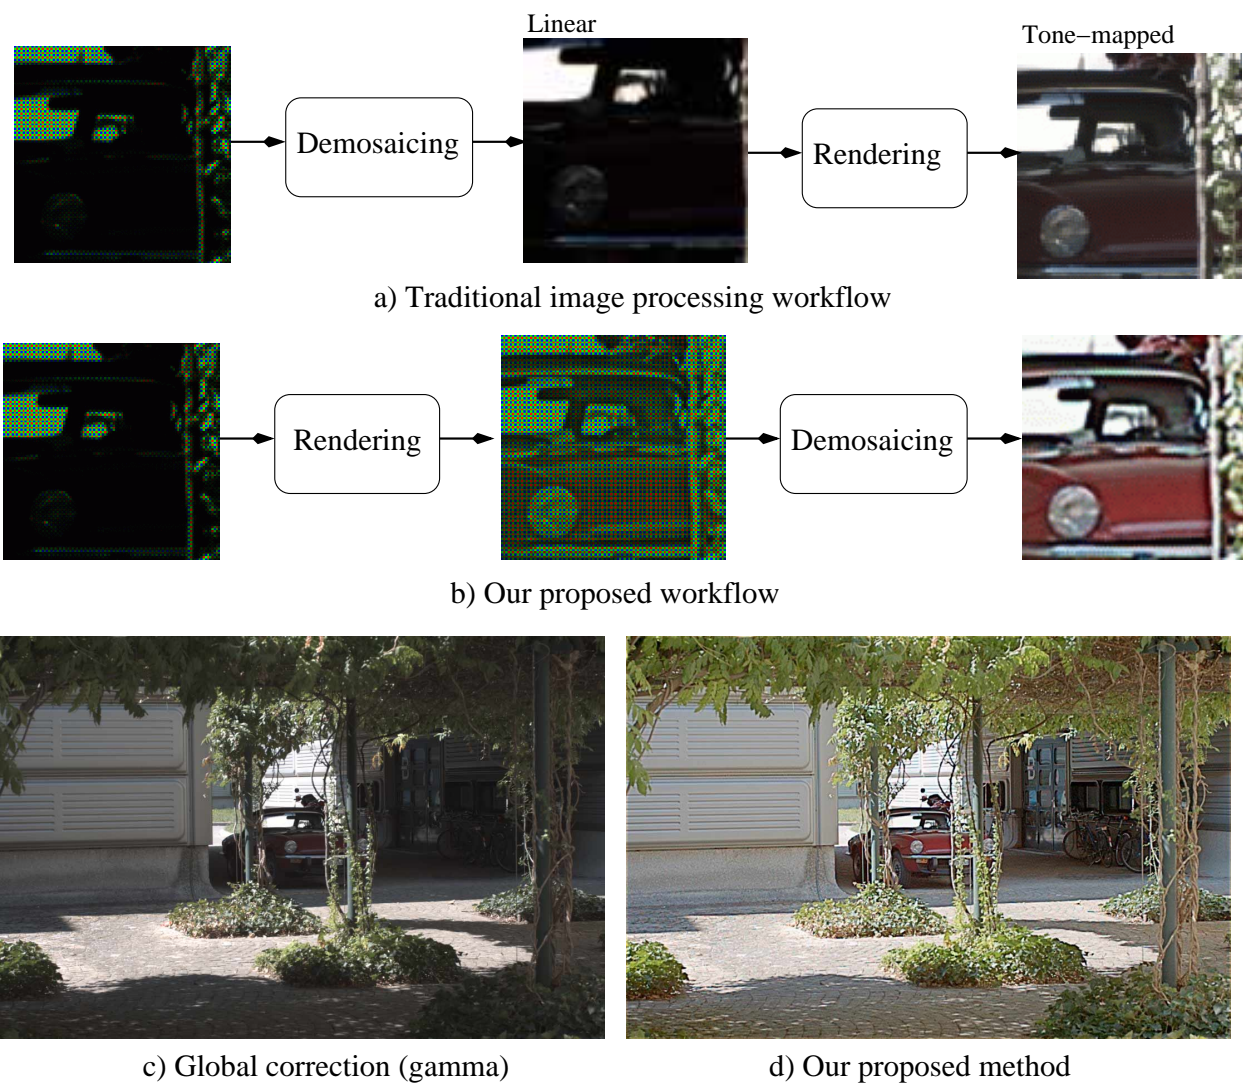 Linear
Tone−mapped
Demosaicing
Rendering
a) Traditional image processing workflow
Rendering
Demosaicing
b) Our proposed workflow
c) Global correction (gamma)
d) Our proposed method